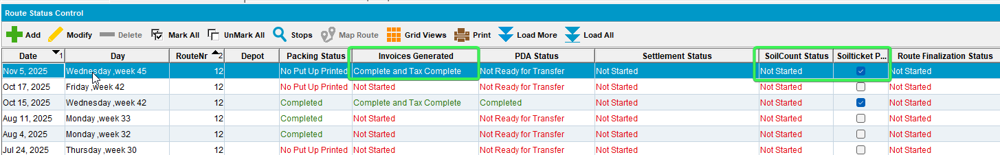 Route Status Control
Add Modify Delete Mark All UnMark All Stops Map Route Grid Views Print Load More Load All
Date 1 Day RouteNr 2 Depot Packing Status Invoices Generated PDA Status Settlement Status SoilCount Status Soilticket P... Route Finalization Status
Nov 5, 2025 Wednesday ,week 45 12 No Put Up Printed Complete and Tax Complete Not Ready for Transfer Not Started Not Started Not Started
Oct 17, 2025 Friday ,week 42 12 No Put Up Printed Not Started Not Ready for Transfer Not Started Not Started Not Started
Oct 15, 2025 Wednesday ,week 42 12 Completed Complete and Tax Complete Completed Not Started Not Started Not Started
Aug 11, 2025 Monday ,week 33 12 Completed Not Started Not Ready for Transfer Not Started Not Started Not Started
Aug 4, 2025 Monday ,week 32 12 Completed Not Started Not Ready for Transfer Not Started Not Started Not Started
Jul 24, 2025 Thursday ,week 30 12 No Put Up Printed Not Started Not Ready for Transfer Not Started Not Started Not Started